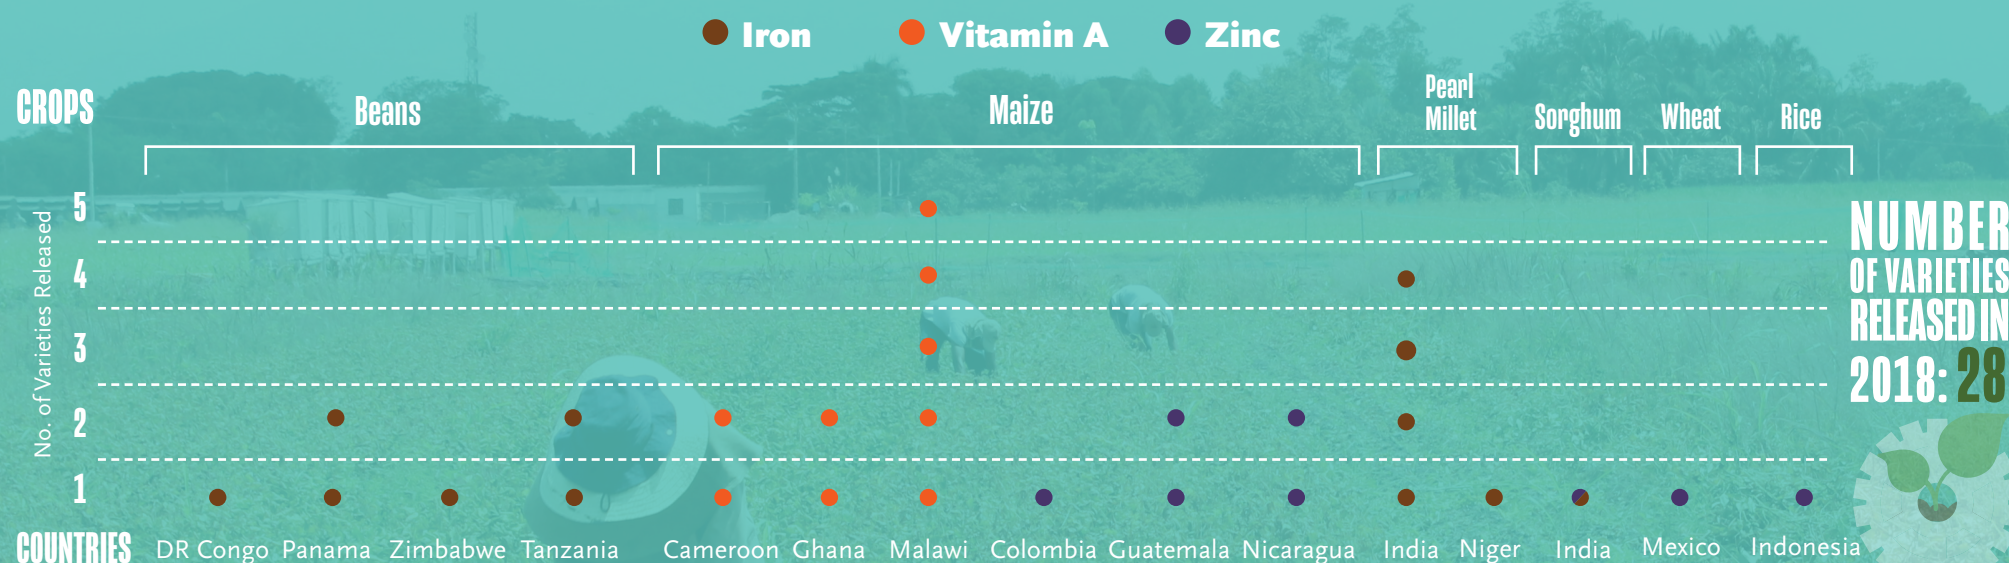 Iron Vitamin A Zinc
CROPS Beans Maize Pearl Millet Sorghum Wheat Rice
No. of Varieties Released
5
4
3
2
1
COUNTRIES DR Congo Panama Zimbabwe Tanzania Cameroon Ghana Malawi Colombia Guatemala Nicaragua India Niger India Mexico Indonesia
NUMBER
OF VARIETIES
RELEASED IN
2018: 28